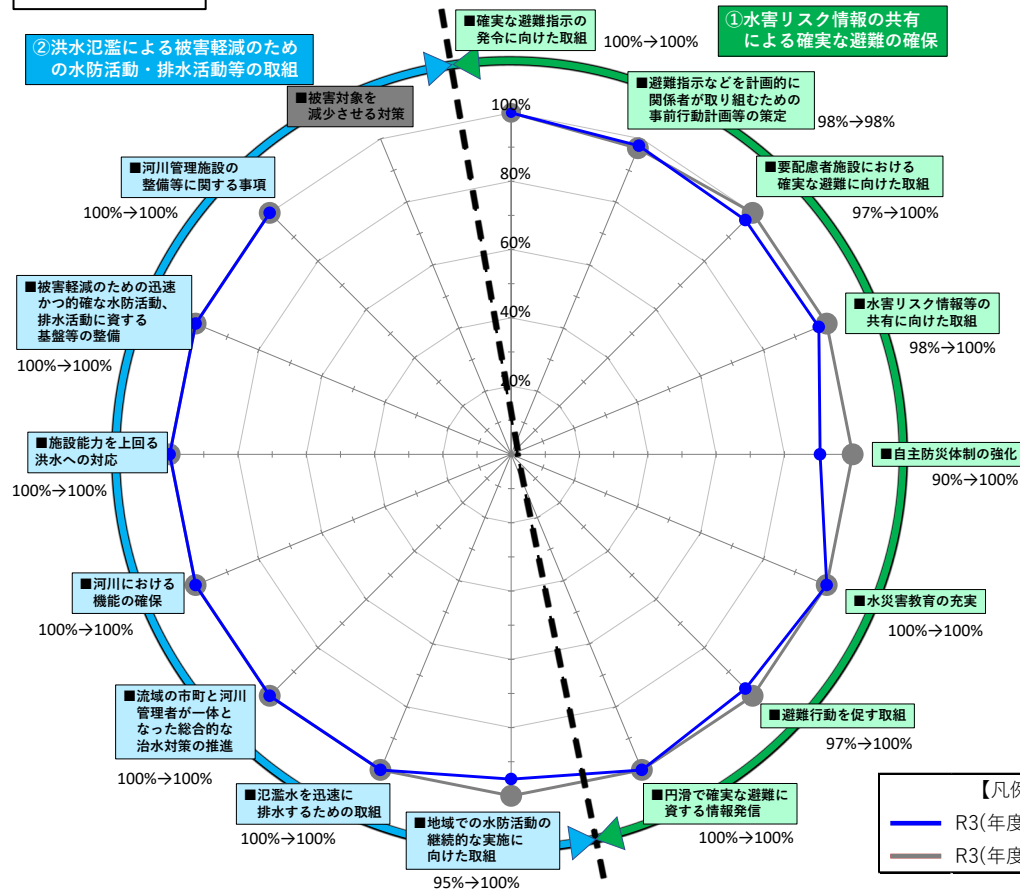 ■確実な避難指示の
発令に向けた取組
100%→100%
①水害リスク情報の共有
による確実な避難の確保
②洪水氾濫による被害軽減のため
の水防活動・排水活動等の取組
■避難指示などを計画的に
関係者が取り組むための
事前行動計画等の策定
98%→98%
■被害対象を
減少させる対策
100%
80%
60%
40%
20%
■要配慮者施設における
確実な避難に向けた取組
97%→100%
■河川管理施設の
整備等に関する事項
100%→100%
■被害軽減のための迅速
かつ的確な水防活動、
排水活動に資する
基盤等の整備
100%→100%
■水害リスク情報等の
共有に向けた取組
98%→100%
■施設能力を上回る
洪水への対応
100%→100%
■自主防災体制の強化
90%→100%
■河川における
機能の確保
100%→100%
■水災害教育の充実
100%→100%
■流域の市町と河川
管理者が一体と
なった総合的な
治水対策の推進
100%→100%
■避難行動を促す取組
97%→100%
■氾濫水を迅速に
排水するための取組
100%→100%
■地域での水防活動の
継続的な実施に
向けた取組
95%→100%
■円滑で確実な避難に
資する情報発信
100%→100%
【凡例
R3(年度
R3(年度